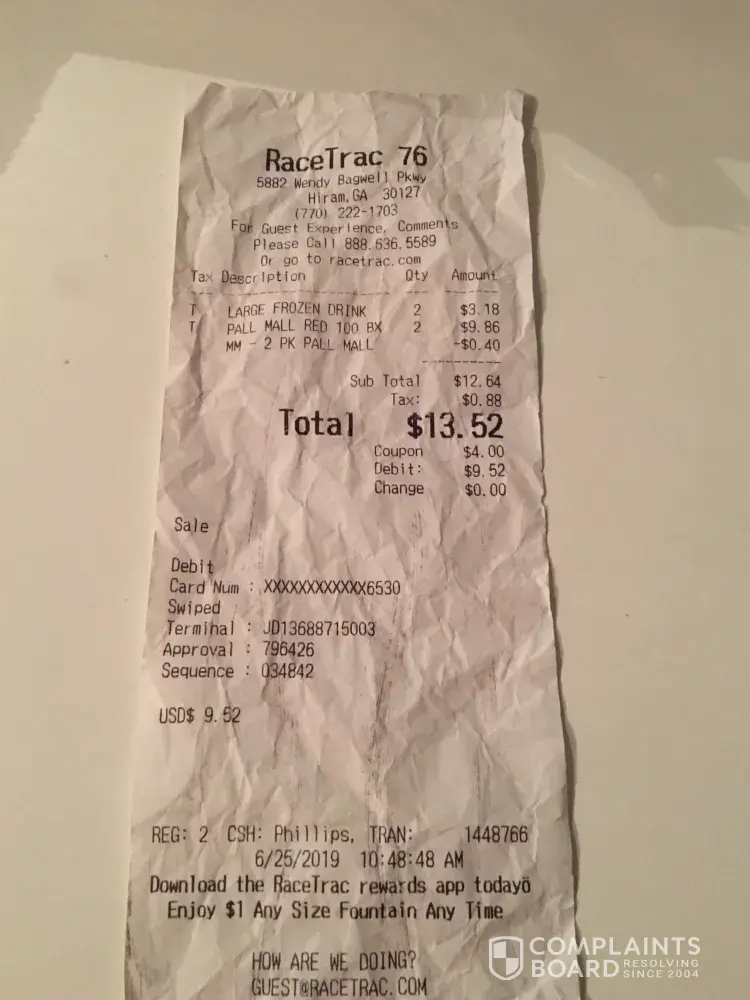 RaceTrac 76
5882 Wendy Bagwell Pkwy
Hiram,GA 30127
(770) 222-1703
For Guest Experience, Comments
Please Call 888.636.5589
Or go to racetrac.com
Tax Description Qty Amount
T LARGE FROZEN DRINK 2 $3.18
T PALL MALL RED 100 BX 2 $9.86
MM - 2 PK PALL MALL -$0.40
Sub Total $12.64
Tax: $0.88
Total $13.52
Coupon $4.00
Debit: $9.52
Change $0.00
Sale
Debit
Card Num : XXXXXXXXXXXX6530
Swiped
Terminal : JD13688715003
Approval : 796426
Sequence : 034842
USD$ 9.52
REG: 2 CSH: Phillips, TRAN: 1448766
6/25/2019 10:48:48 AM
Download the RaceTrac rewards app todayö
Enjoy $1 Any Size Fountain Any Time
HOW ARE WE DOING?
GUEST@RACETRAC.COM
COMPLAINTS
BOARD RESOLVING
SINCE 2004